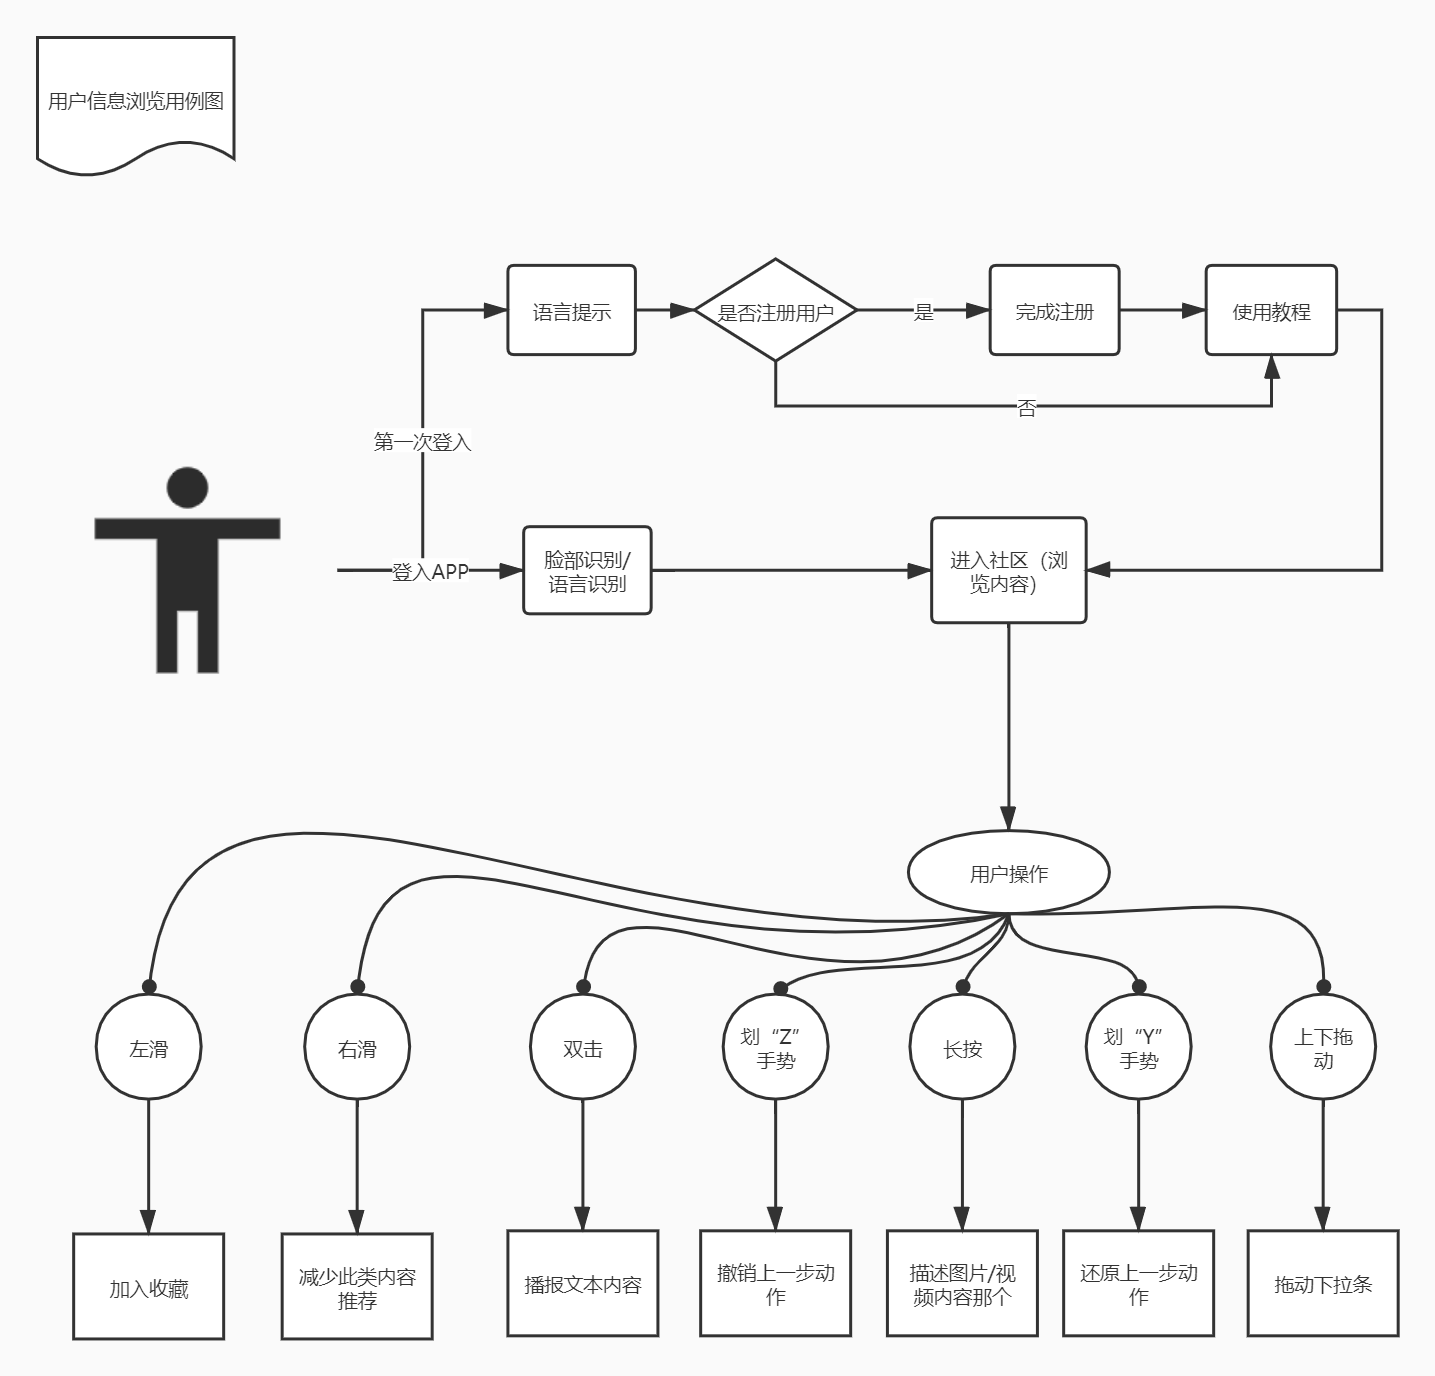 用户信息浏览用例图
语言提示
是否注册用户
是
完成注册
使用教程
否
第一次登入
登入APP
脸部识别/
语言识别
进入社区（浏
览内容）
用户操作
左滑
右滑
双击
划“Z”
手势
长按
划“Y”
手势
上下拖
动
加入收藏
减少此类内容
推荐
播报文本内容
撤销上一步动
作
描述图片/视
频内容那个
还原上一步动
作
拖动下拉条